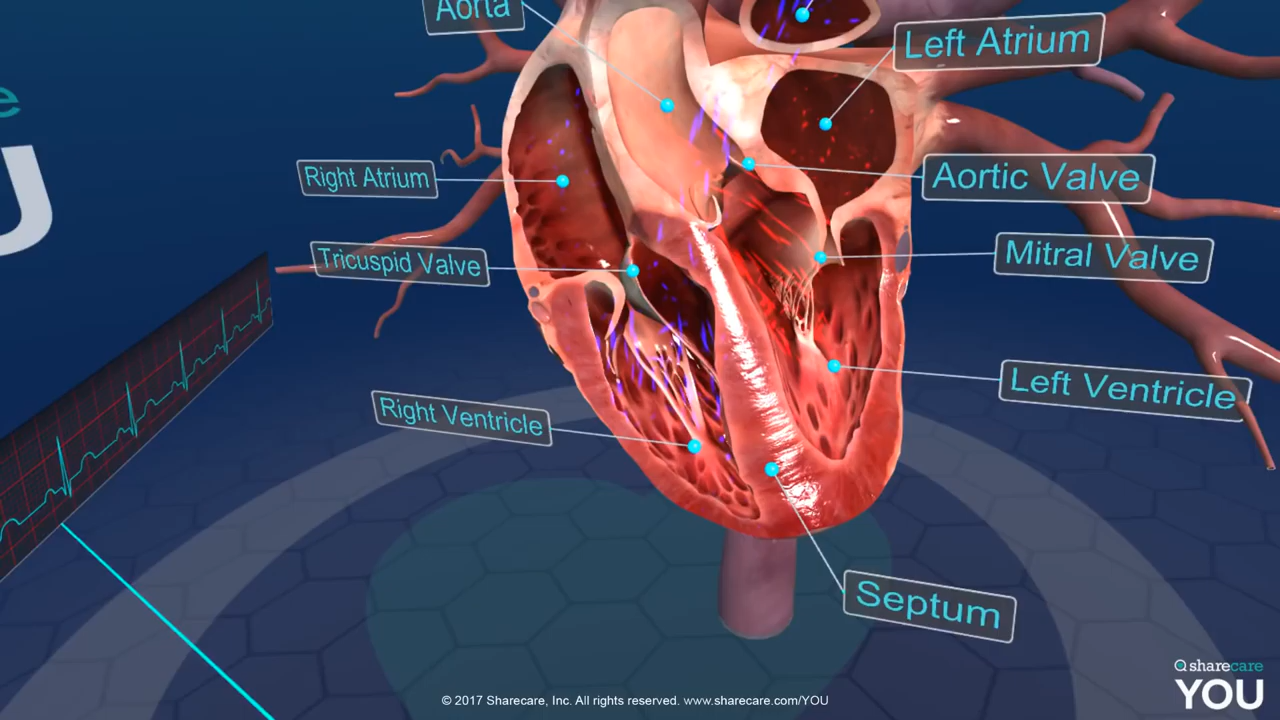 Aorta
Left Atrium
Right Atrium
Aortic Valve
Tricuspid Valve
Mitral Valve
Right Ventricle
Left Ventricle
Septum
© 2017 Sharecare, Inc. All rights reserved. www.sharecare.com/YOU
sharecare
YOU